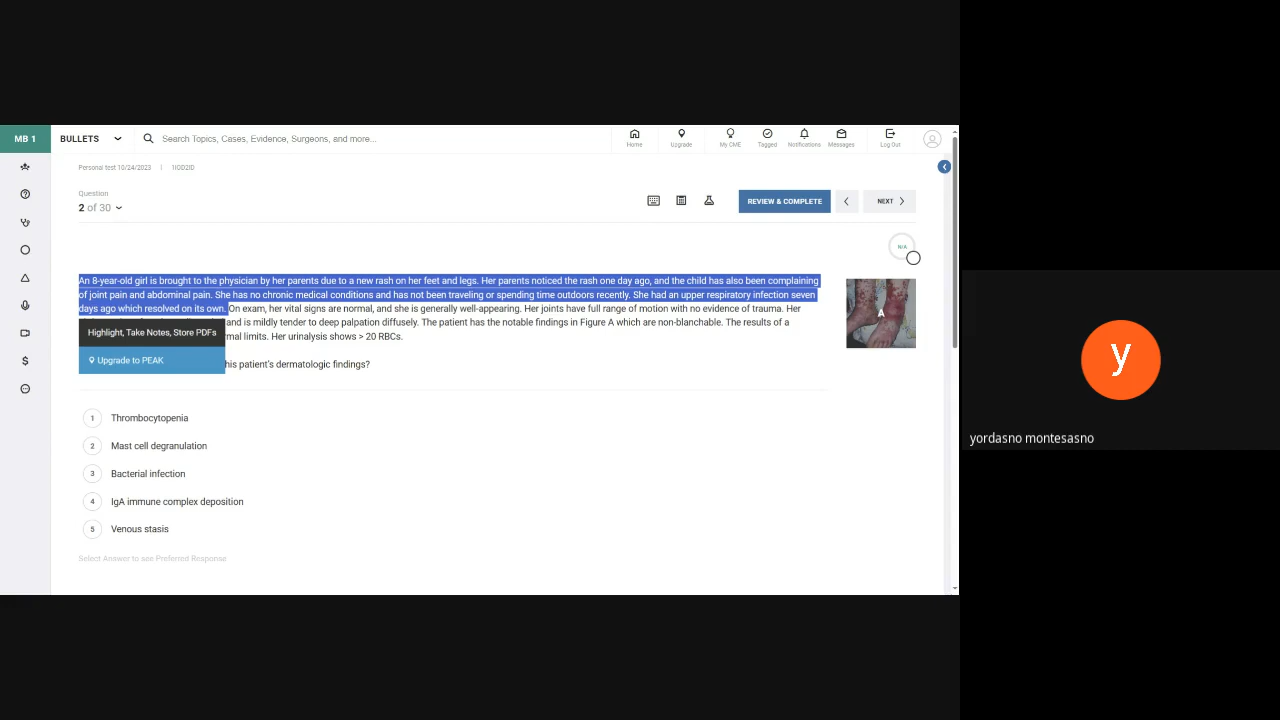 MB 1
BULLETS
Search Topics, Cases, Evidence, Surgeons, and more...
Home
Upgrade
My CME
Tagged
Notifications
Messages
Log Out
Personal test 10/24/2023 |
Question
2 of 30
REVIEW & COMPLETE
NEXT
N/A
An 8-year-old girl is brought to the physician by her parents due to a new rash on her feet and legs. Her parents noticed the rash one day ago, and the child has also been complaining
of joint pain and abdominal pain. She has no chronic medical conditions and has not been traveling or spending time outdoors recently. She had an upper respiratory infection seven
days ago which resolved on its own. On exam, her vital signs are normal, and she is generally well-appearing. Her joints have full range of motion with no evidence of trauma. Her
and is mildly tender to deep palpation diffusely. The patient has the notable findings in Figure A which are non-blanchable. The results of a
mal limits. Her urinalysis shows > 20 RBCs.
his patient's dermatologic findings?
Highlight, Take Notes, Store PDFs
Upgrade to PEAK
A
1 Thrombocytopenia
2 Mast cell degranulation
3 Bacterial infection
4 IgA immune complex deposition
5 Venous stasis
Select Answer to see Preferred Response
y
yordasno montesasno